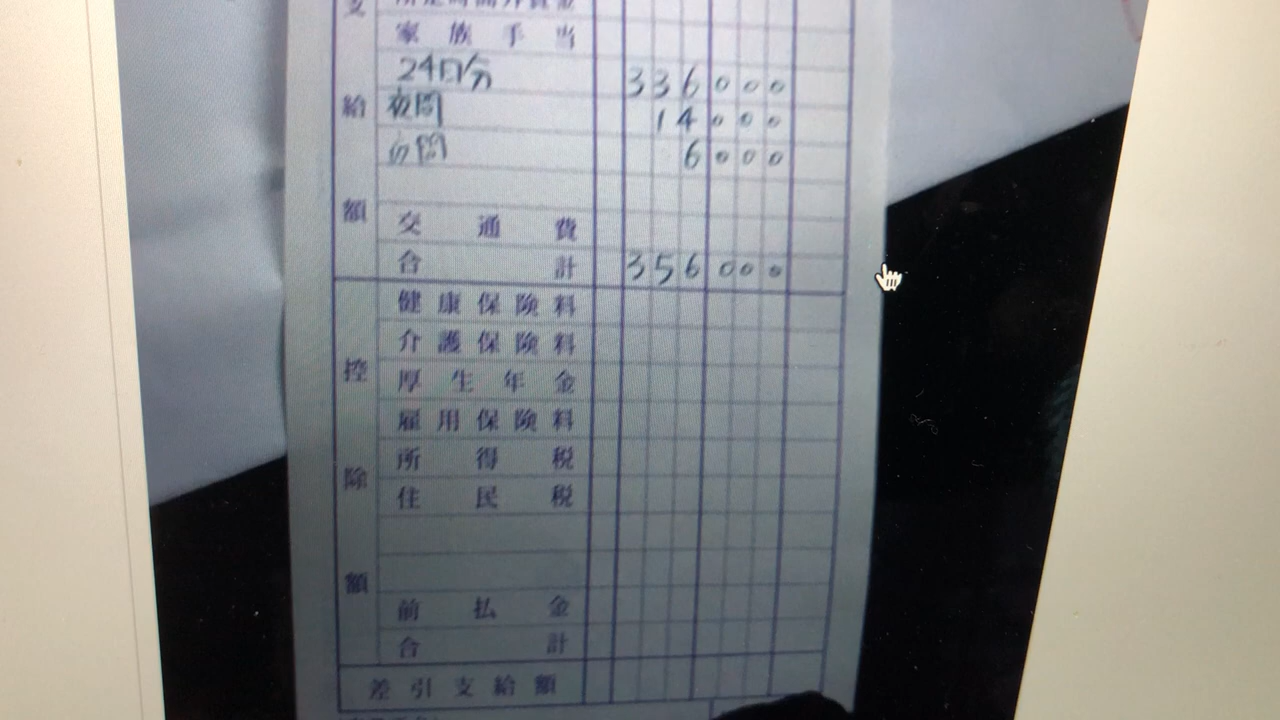 支
家族手当
24日分 336000
給
夜間 14000
6000
額
交通費
合計 356000
健康保険料
介護保険料
控
厚生年金
雇用保険料
所得税
除
住民税
額
前払金
合計
差引支給額